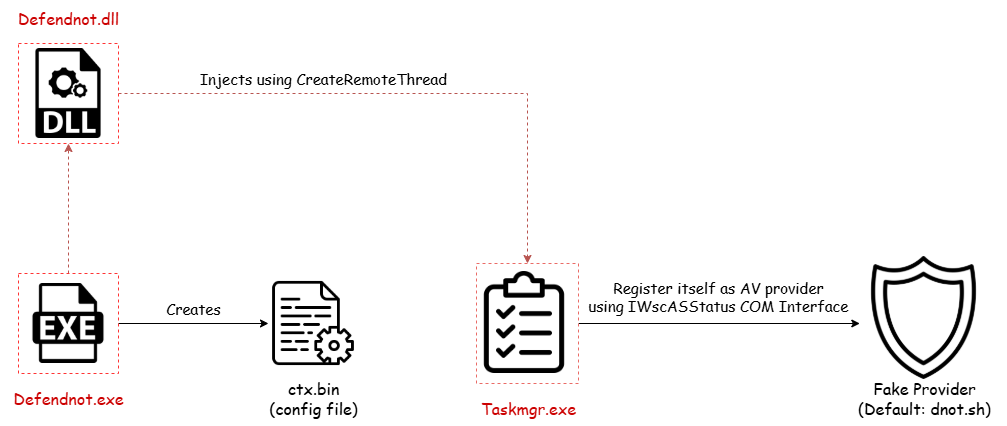 Defendnot.dll
DLL
Injects using CreateRemoteThread
EXE
Defendnot.exe
Creates
ctx.bin
(config file)
Taskmgr.exe
Register itself as AV provider
using IWscASStatus COM Interface
Fake Provider
(Default: dnot.sh)